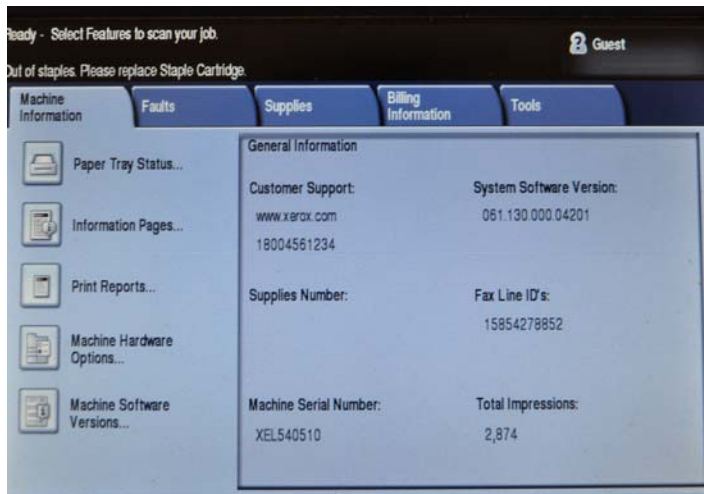 Ready - Select Features to scan your job.
Guest
Out of staples. Please replace Staple Cartridge.
Machine Information
Faults
Supplies
Billing Information
Tools
Paper Tray Status...
Information Pages...
Print Reports...
Machine Hardware
Options...
Machine Software
Versions...
General Information
Customer Support:
www.xerox.com
18004561234
System Software Version:
061.130.000.04201
Supplies Number:
Fax Line ID's:
15854278852
Machine Serial Number:
XEL540510
Total Impressions:
2,874